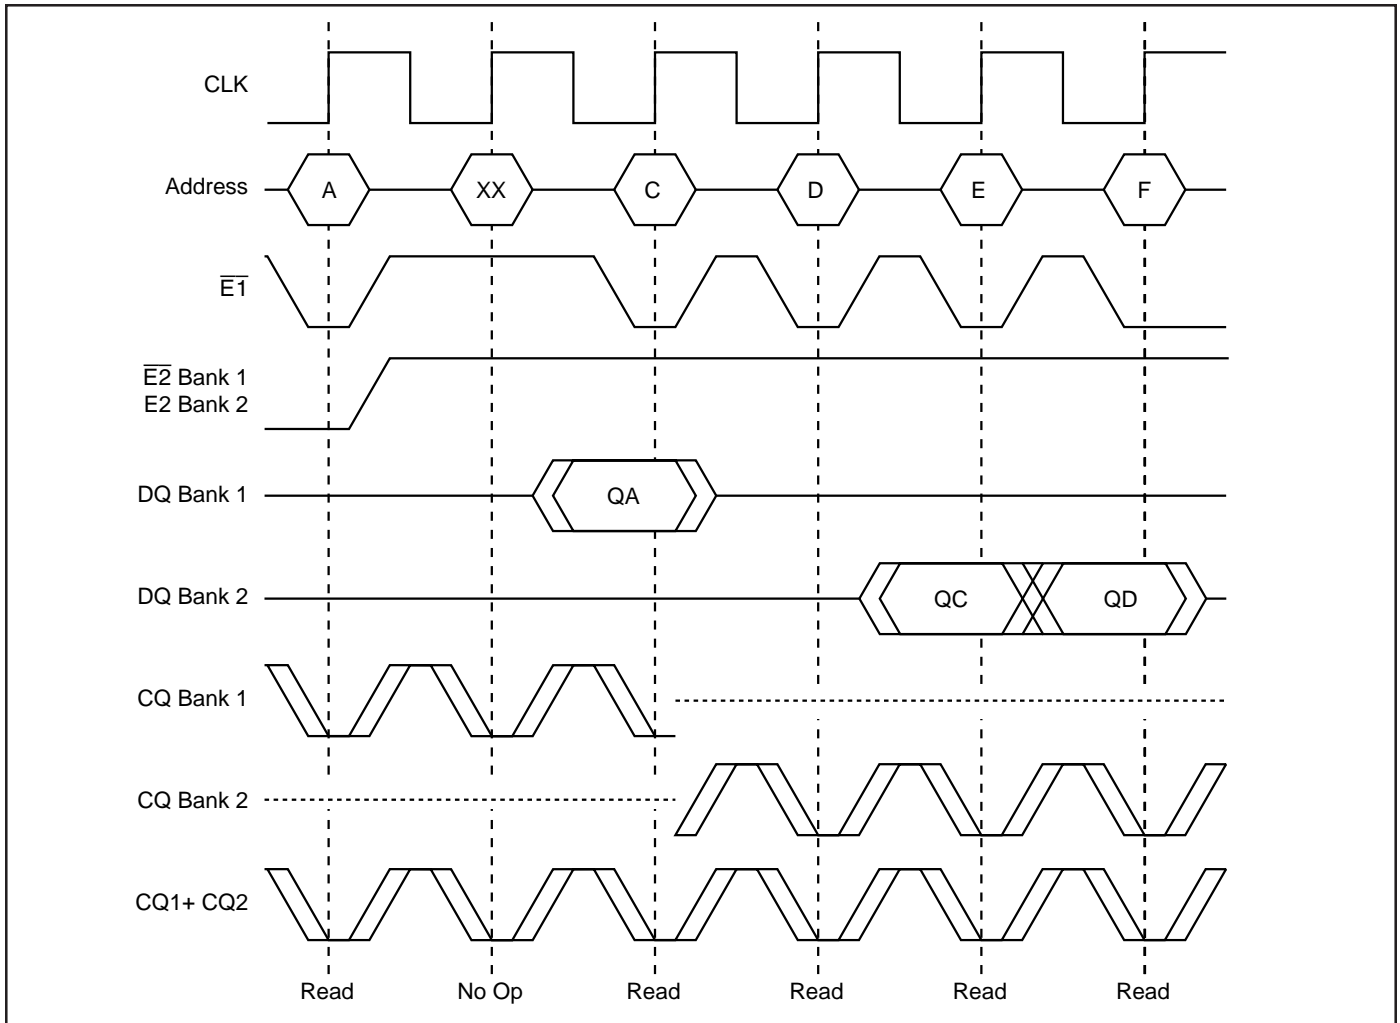 CLK
Address
A
XX
C
D
E
F
E1
E2 Bank 1
E2 Bank 2
DQ Bank 1
QA
DQ Bank 2
QC
QD
CQ Bank 1
CQ Bank 2
CQ1+ CQ2
Read
No Op
Read
Read
Read
Read